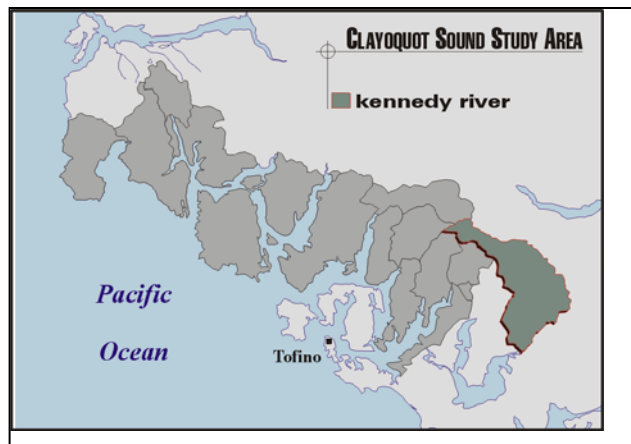 CLAYOQUOT SOUND STUDY AREA
kennedy river
Pacific
Ocean
Tofino